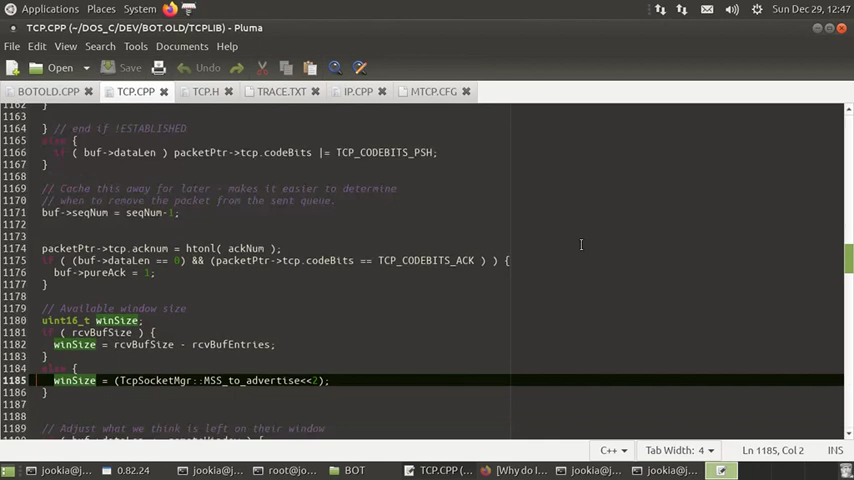 Applications Places System Sun Dec 29, 12:47
TCP.CPP (~/DOS_C/DEV/BOT.OLD/TCPLIB) - Pluma
File Edit View Search Tools Documents Help
Open Save Undo
BOTOLD.CPP TCP.CPP TCP.H TRACE.TXT IP.CPP MTCP.CFG
1162 }
1163
1164 } // end if !ESTABLISHED
1165 else {
1166 if ( buf->dataLen ) packetPtr->tcp.codeBits |= TCP_CODEBITS_PSH;
1167 }
1168
1169 // Cache this away for later - makes it easier to determine
1170 // when to remove the packet from the sent queue.
1171 buf->seqNum = seqNum-1;
1172
1173
1174 packetPtr->tcp.acknum = htonl( ackNum );
1175 if ( (buf->dataLen == 0) && (packetPtr->tcp.codeBits == TCP_CODEBITS_ACK ) ) {
1176 buf->pureAck = 1;
1177 }
1178
1179 // Available window size
1180 uint16_t winSize;
1181 if ( rcvBufSize ) {
1182 winSize = rcvBufSize - rcvBufEntries;
1183 }
1184 else {
1185 winSize = (TcpSocketMgr::MSS_to_advertise<<2);
1186 }
1187
1188
1189 // Adjust what we think is left on their window
C++ Tab Width: 4 Ln 1185, Col 2 INS
jookia@j... 0.82.24 jookia@j... root@jo... BOT TCP.CPP (... [Why do I... jookia@j... jookia@j...